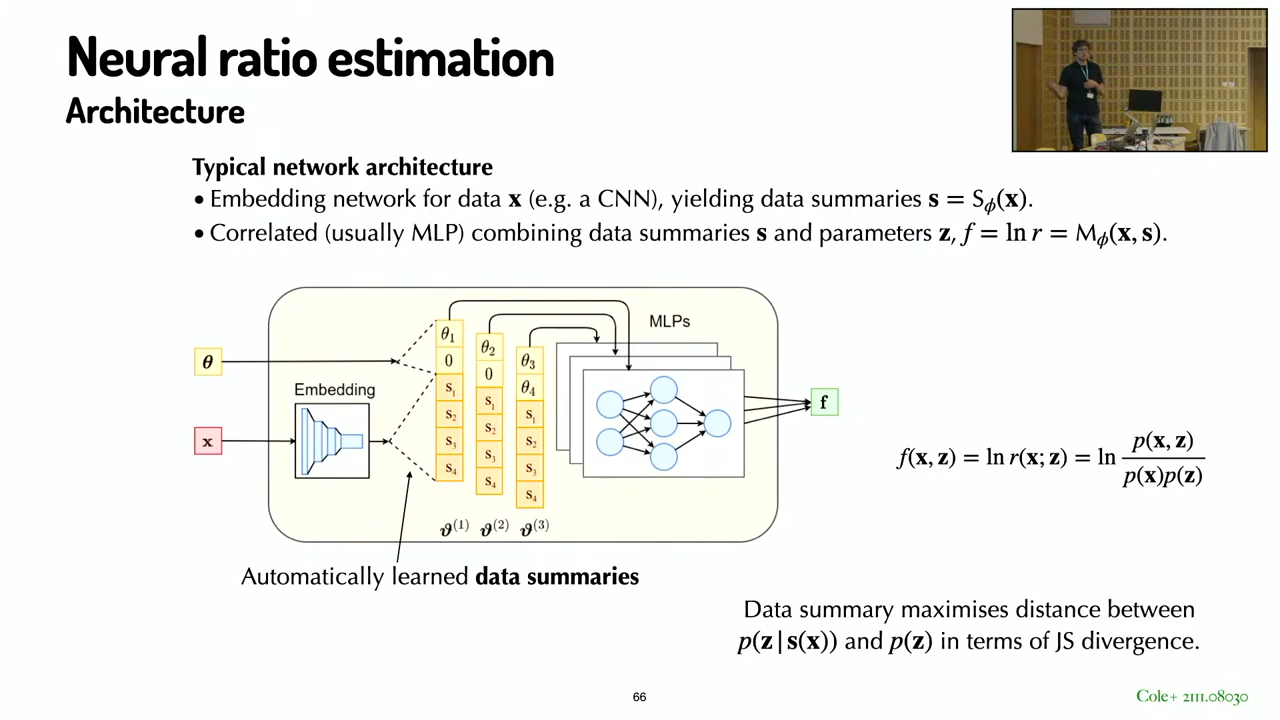 Neural ratio estimation
Architecture
Typical network architecture
• Embedding network for data x (e.g. a CNN), yielding data summaries s = S_ϕ(x).
• Correlated (usually MLP) combining data summaries s and parameters z, f = ln r = M_ϕ(x, s).
MLPs
θ₁ θ₂ θ₃
0 0 θ₄
θ
Embedding
s₁ s₁ s₁
s₂ s₂ s₂
s₃ s₃ s₃
s₄ s₄ s₄
x
f
ϑ⁽¹⁾ ϑ⁽²⁾ ϑ⁽³⁾
f(x, z) = ln r(x; z) = ln p(x, z) / p(x)p(z)
Automatically learned data summaries
Data summary maximises distance between
p(z|s(x)) and p(z) in terms of JS divergence.
66
Cole+ 2111.08030